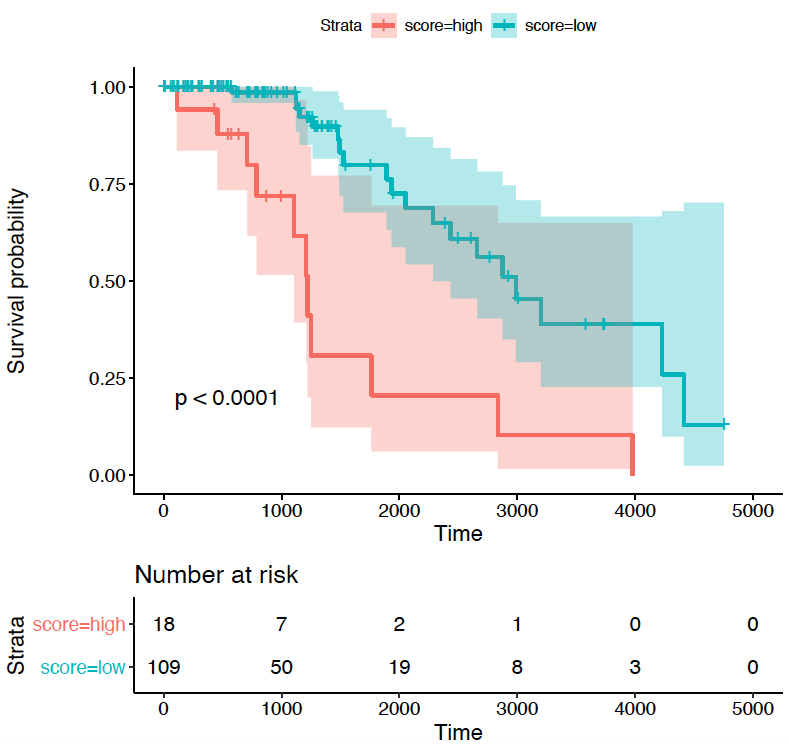 Strata score=high score=low
Survival probability
1.00
0.75
0.50
0.25
0.00
p < 0.0001
0 1000 2000 3000 4000 5000
Time
Number at risk
Strata
score=high 18 7 2 1 0 0
score=low 109 50 19 8 3 0
0 1000 2000 3000 4000 5000
Time